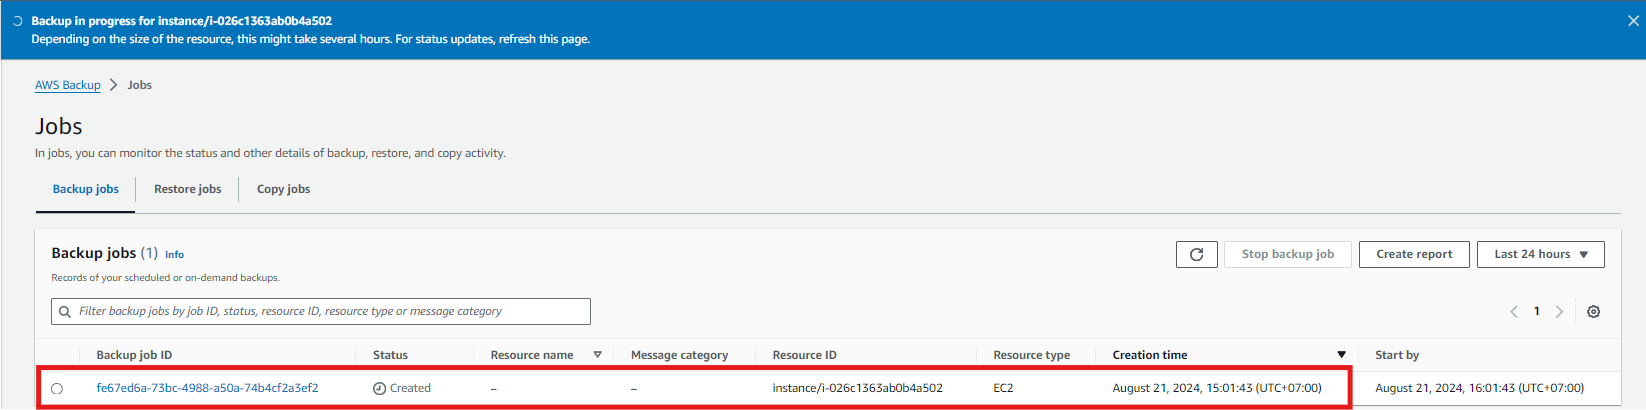 Backup in progress for instance/i-026c1363ab0b4a502
Depending on the size of the resource, this might take several hours. For status updates, refresh this page.
AWS Backup > Jobs
Jobs
In jobs, you can monitor the status and other details of backup, restore, and copy activity.
Backup jobs Restore jobs Copy jobs
Backup jobs (1) Info Stop backup job Create report Last 24 hours
Records of your scheduled or on-demand backups.
Filter backup jobs by job ID, status, resource ID, resource type or message category 1
Backup job ID Status Resource name Message category Resource ID Resource type Creation time Start by
fe67ed6a-73bc-4988-a50a-74b4cf2a3ef2 Created – – instance/i-026c1363ab0b4a502 EC2 August 21, 2024, 15:01:43 (UTC+07:00) August 21, 2024, 16:01:43 (UTC+07:00)